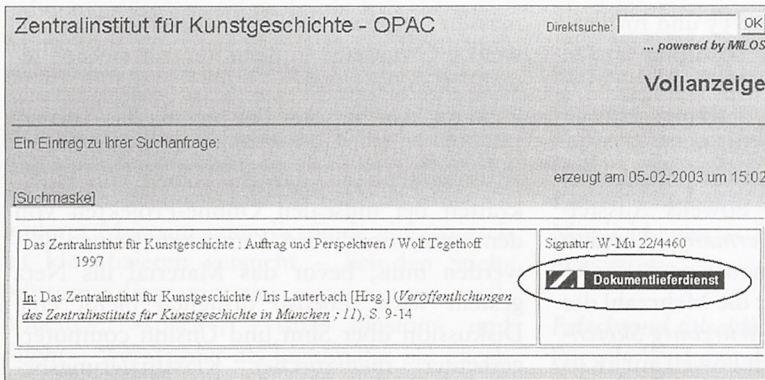 Zentralinstitut für Kunstgeschichte - OPAC
Direktsuche: OK
... powered by MILOS
Vollanzeige
Ein Eintrag zu Ihrer Suchanfrage:
erzeugt am 05-02-2003 um 15:02
[Suchmaske]
Das Zentralinstitut für Kunstgeschichte : Auftrag und Perspektiven / Wolf Tegethoff
1997
In: Das Zentralinstitut für Kunstgeschichte / Iris Lauterbach [Hrsg.] (Veröffentlichungen
des Zentralinstituts für Kunstgeschichte in München ; 11), S. 9-14
Signatur: W-Mu 22/4460
Dokumentlieferdienst